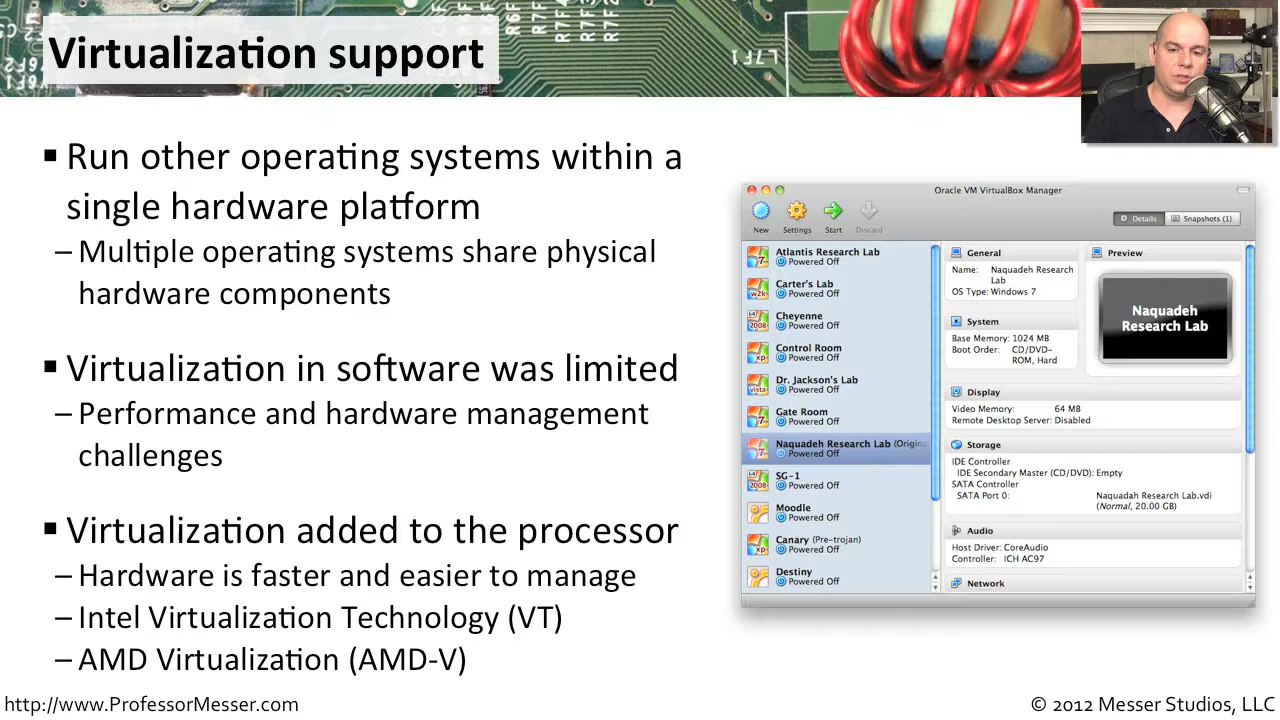 Virtualization support
R6F
R7F4
R7F3
R7F2
L7F1
▪ Run other operating systems within a
single hardware platform
– Multiple operating systems share physical
hardware components
▪ Virtualization in software was limited
– Performance and hardware management
challenges
▪ Virtualization added to the processor
– Hardware is faster and easier to manage
– Intel Virtualization Technology (VT)
– AMD Virtualization (AMD-V)
Oracle VM VirtualBox Manager
New
Settings
Start
Discard
Details
Snapshots (1)
Atlantis Research Lab
Powered Off
Carter's Lab
Powered Off
Cheyenne
Powered Off
Control Room
Powered Off
Dr. Jackson's Lab
Powered Off
Gate Room
Powered Off
Naquadeh Research Lab (Origina
Powered Off
SG-1
Powered Off
Moodle
Powered Off
Canary (Pre-trojan)
Powered Off
Destiny
Powered Off
General
Name: Naquadeh Research
Lab
OS Type: Windows 7
System
Base Memory: 1024 MB
Boot Order: CD/DVD-
ROM, Hard
Preview
Naquadeh
Research Lab
Display
Video Memory: 64 MB
Remote Desktop Server: Disabled
Storage
IDE Controller
IDE Secondary Master (CD/DVD): Empty
SATA Controller
SATA Port 0: Naquadah Research Lab.vdi
(Normal, 20.00 GB)
Audio
Host Driver: CoreAudio
Controller: ICH AC97
Network
http://www.ProfessorMesser.com
© 2012 Messer Studios, LLC